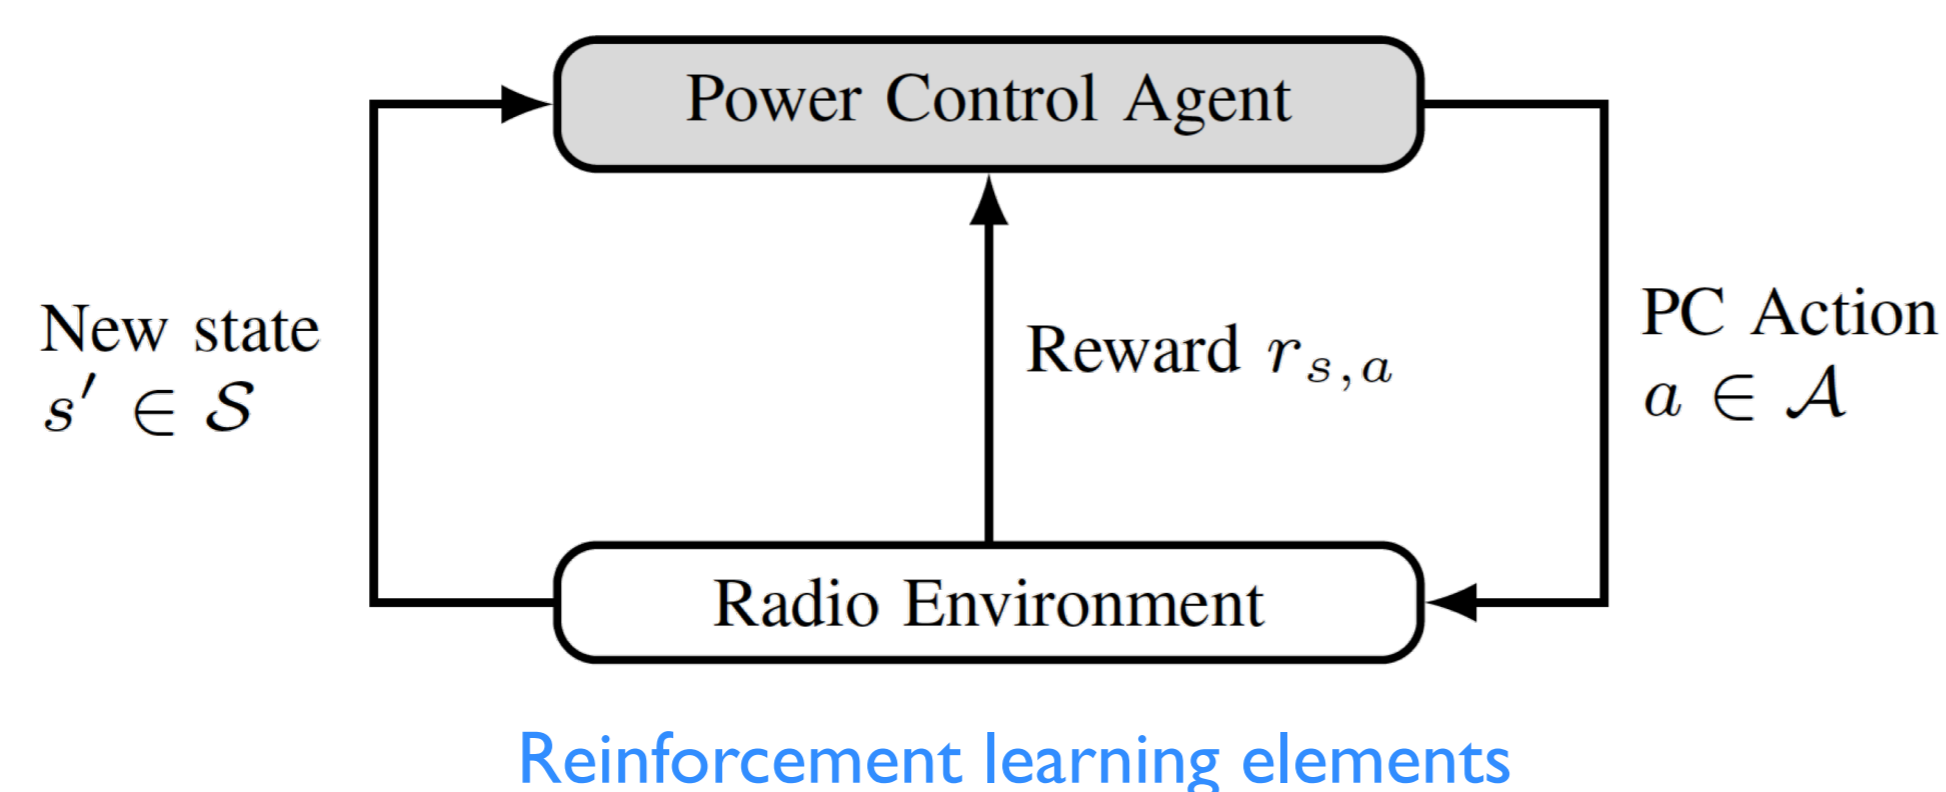 Power Control Agent
New state
s′ ∈ 𝒮
Reward r_{s,a}
PC Action
a ∈ 𝒜
Radio Environment
Reinforcement learning elements